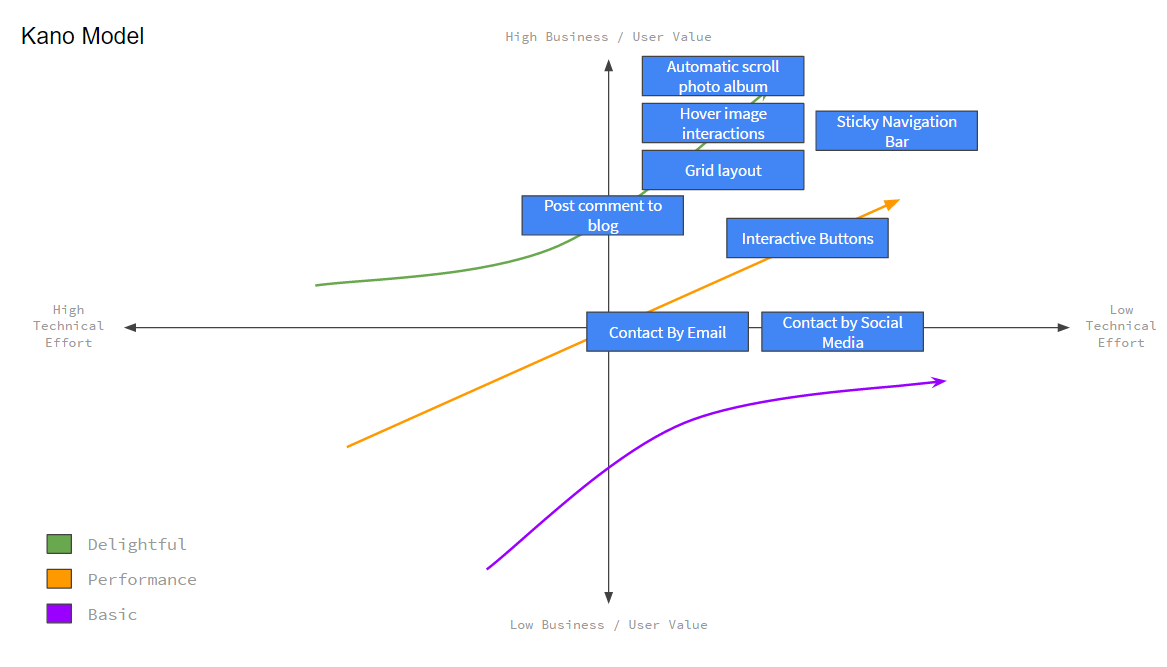 Kano Model
High Business / User Value
Automatic scroll
photo album
Hover image
interactions
Sticky Navigation
Bar
Grid layout
Post comment to
blog
Interactive Buttons
High
Technical
Effort
Contact By Email
Contact by Social
Media
Low
Technical
Effort
Delightful
Performance
Basic
Low Business / User Value